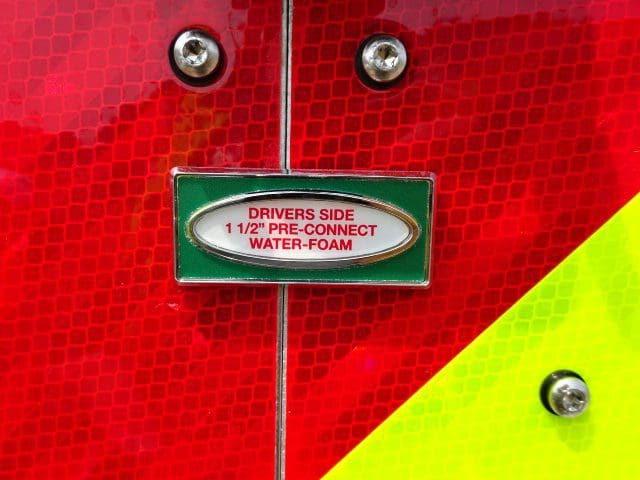 DRIVERS SIDE
1 1/2" PRE-CONNECT
WATER-FOAM